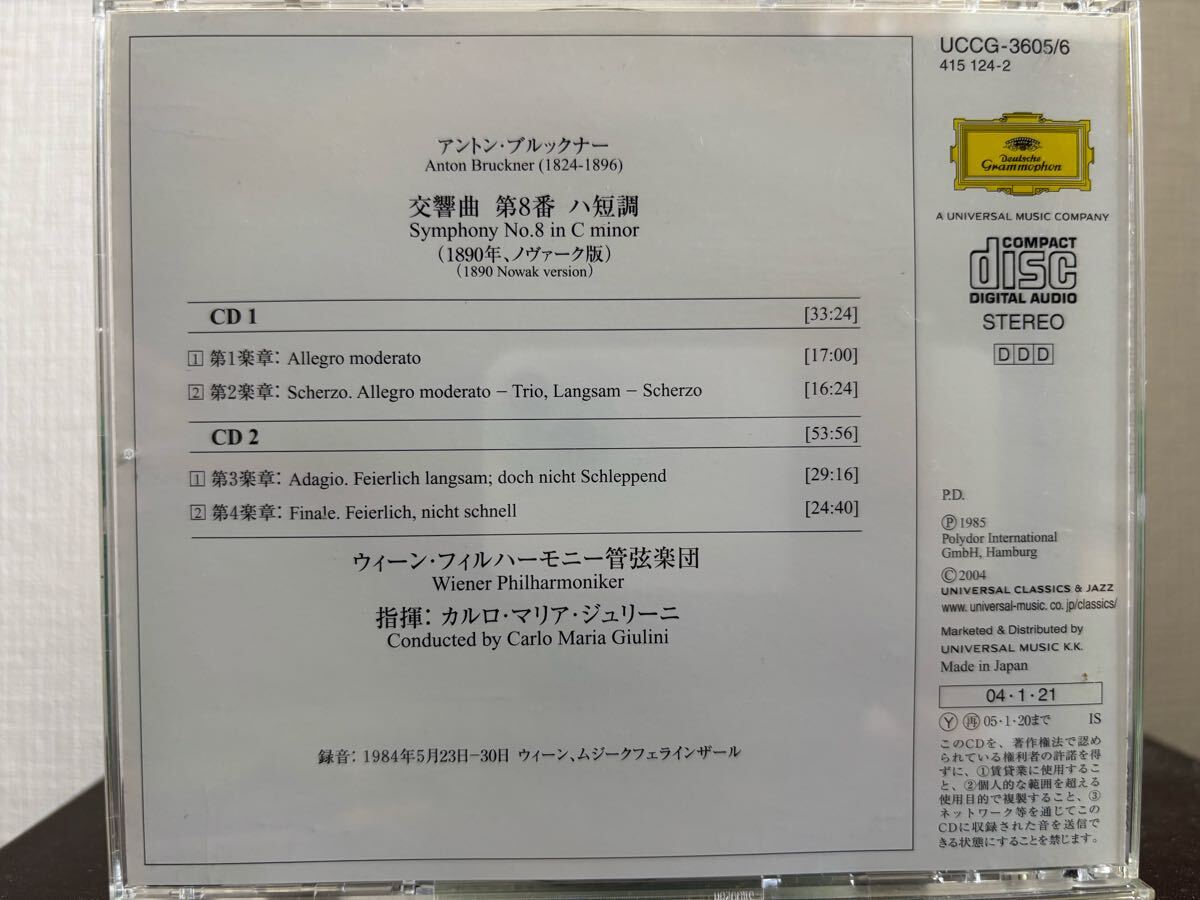 アントン・ブルックナー
Anton Bruckner (1824-1896)
交響曲 第8番 ハ短調
Symphony No.8 in C minor
(1890年、ノヴァーク版)
(1890 Nowak version)
CD 1 [33:24]
1 第1楽章: Allegro moderato [17:00]
2 第2楽章: Scherzo. Allegro moderato – Trio, Langsam – Scherzo [16:24]
CD 2 [53:56]
1 第3楽章: Adagio. Feierlich langsam; doch nicht Schleppend [29:16]
2 第4楽章: Finale. Feierlich, nicht schnell [24:40]
ウィーン・フィルハーモニー管弦楽団
Wiener Philharmoniker
指揮: カルロ・マリア・ジュリーニ
Conducted by Carlo Maria Giulini
録音: 1984年5月23日-30日 ウィーン、ムジークフェラインザール
UCCG-3605/6
415 124-2
Deutsche
Grammophon
A UNIVERSAL MUSIC COMPANY
COMPACT
disc
DIGITAL AUDIO
STEREO
DDD
P.D.
Ⓟ1985
Polydor International
GmbH, Hamburg
Ⓒ2004
UNIVERSAL CLASSICS & JAZZ
www. universal-music. co. jp/classics/
Marketed & Distributed by
UNIVERSAL MUSIC K.K.
Made in Japan
04・1・21
Ⓨ 再 05・1・20まで IS
このCDを、著作権法で認め
られている権利者の許諾を得
ずに、①賃貸業に使用するこ
と、②個人的な範囲を超える
使用目的で複製すること、③
ネットワーク等を通じてこの
CDに収録された音を送信で
きる状態にすることを禁じます。